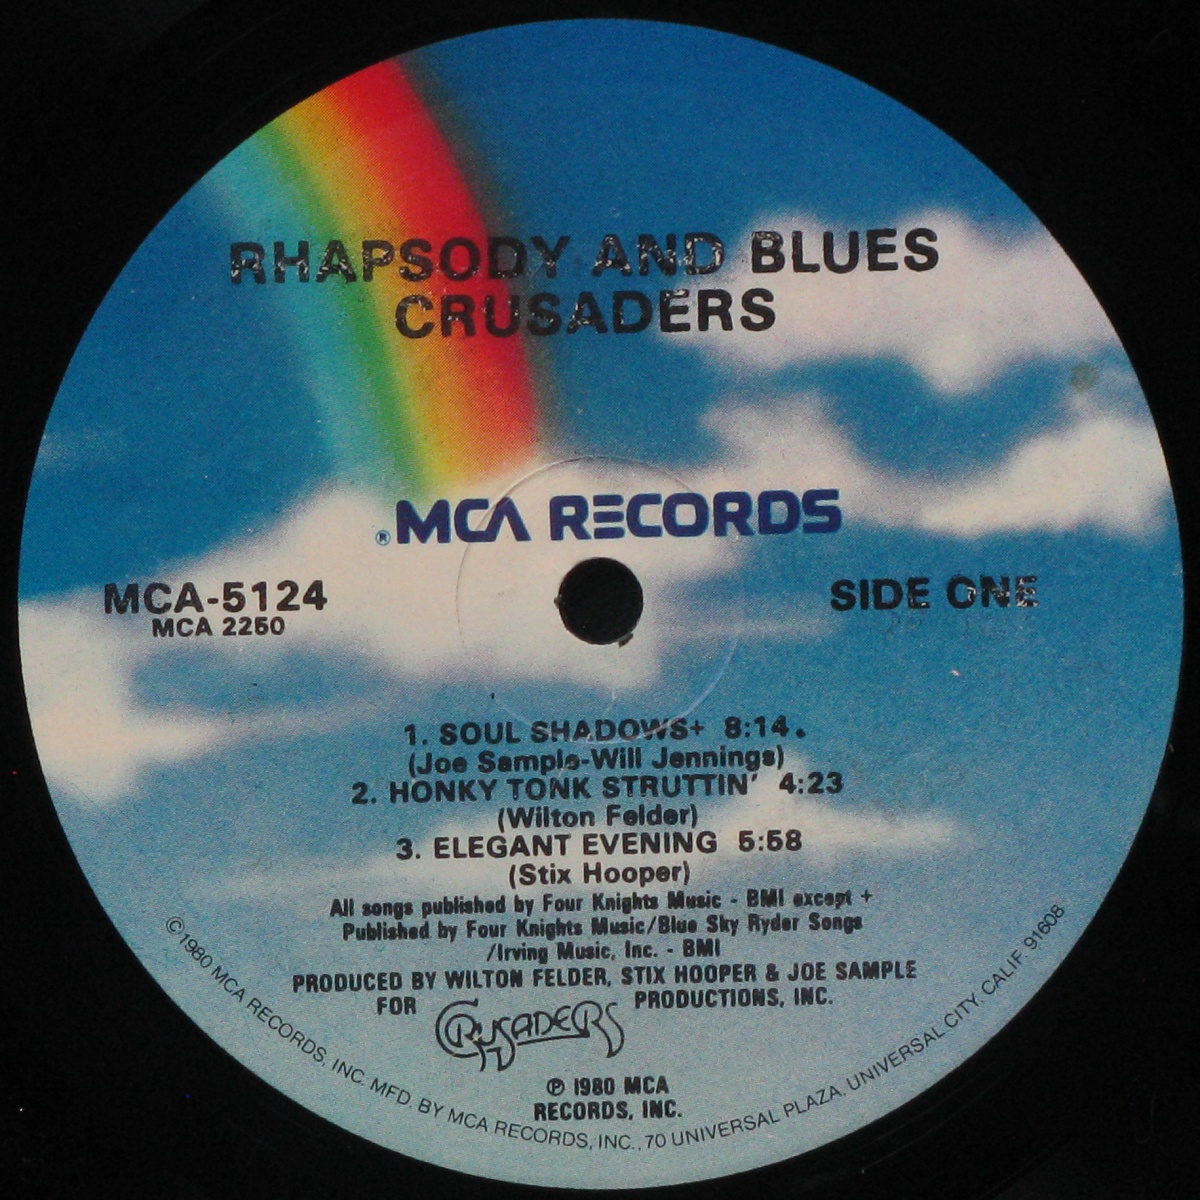 RHAPSODY AND BLUES
CRUSADERS
® MCA RECORDS
MCA-5124
MCA 2250
SIDE ONE
1. SOUL SHADOWS+ 8:14.
(Joe Sample-Will Jennings)
2. HONKY TONK STRUTTIN' 4:23
(Wilton Felder)
3. ELEGANT EVENING 5:58
(Stix Hooper)
All songs published by Four Knights Music - BMI except +
Published by Four Knights Music/Blue Sky Ryder Songs
/Irving Music, Inc. - BMI
PRODUCED BY WILTON FELDER, STIX HOOPER & JOE SAMPLE
FOR CRUSADERS PRODUCTIONS, INC.
℗ 1980 MCA
RECORDS, INC.
©1980 MCA RECORDS, INC. MFD. BY MCA RECORDS, INC., 70 UNIVERSAL PLAZA, UNIVERSAL CITY, CALIF. 91608